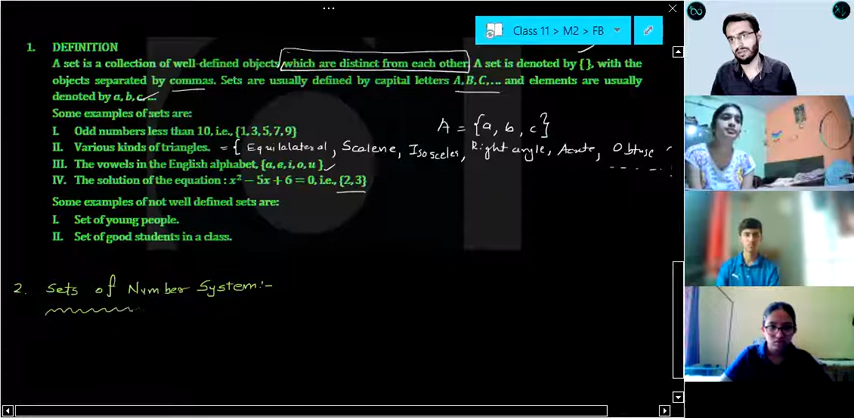 Class 11 > M2 > FB
1. DEFINITION
A set is a collection of well-defined objects which are distinct from each other. A set is denoted by { }, with the
objects separated by commas. Sets are usually defined by capital letters A, B, C,... and elements are usually
denoted by a, b, c...
Some examples of sets are:
A = {a, b, c}
I. Odd numbers less than 10, i.e., {1, 3, 5, 7, 9}
II. Various kinds of triangles. = { Equilalateral, Scalene, Isosceles, Right angle, Acute, Obtuse
III. The vowels in the English alphabet, {a, e, i, o, u}
IV. The solution of the equation : x² − 5x + 6 = 0, i.e., {2, 3}
Some examples of not well defined sets are:
I. Set of young people.
II. Set of good students in a class.
2. Sets of Number System:-